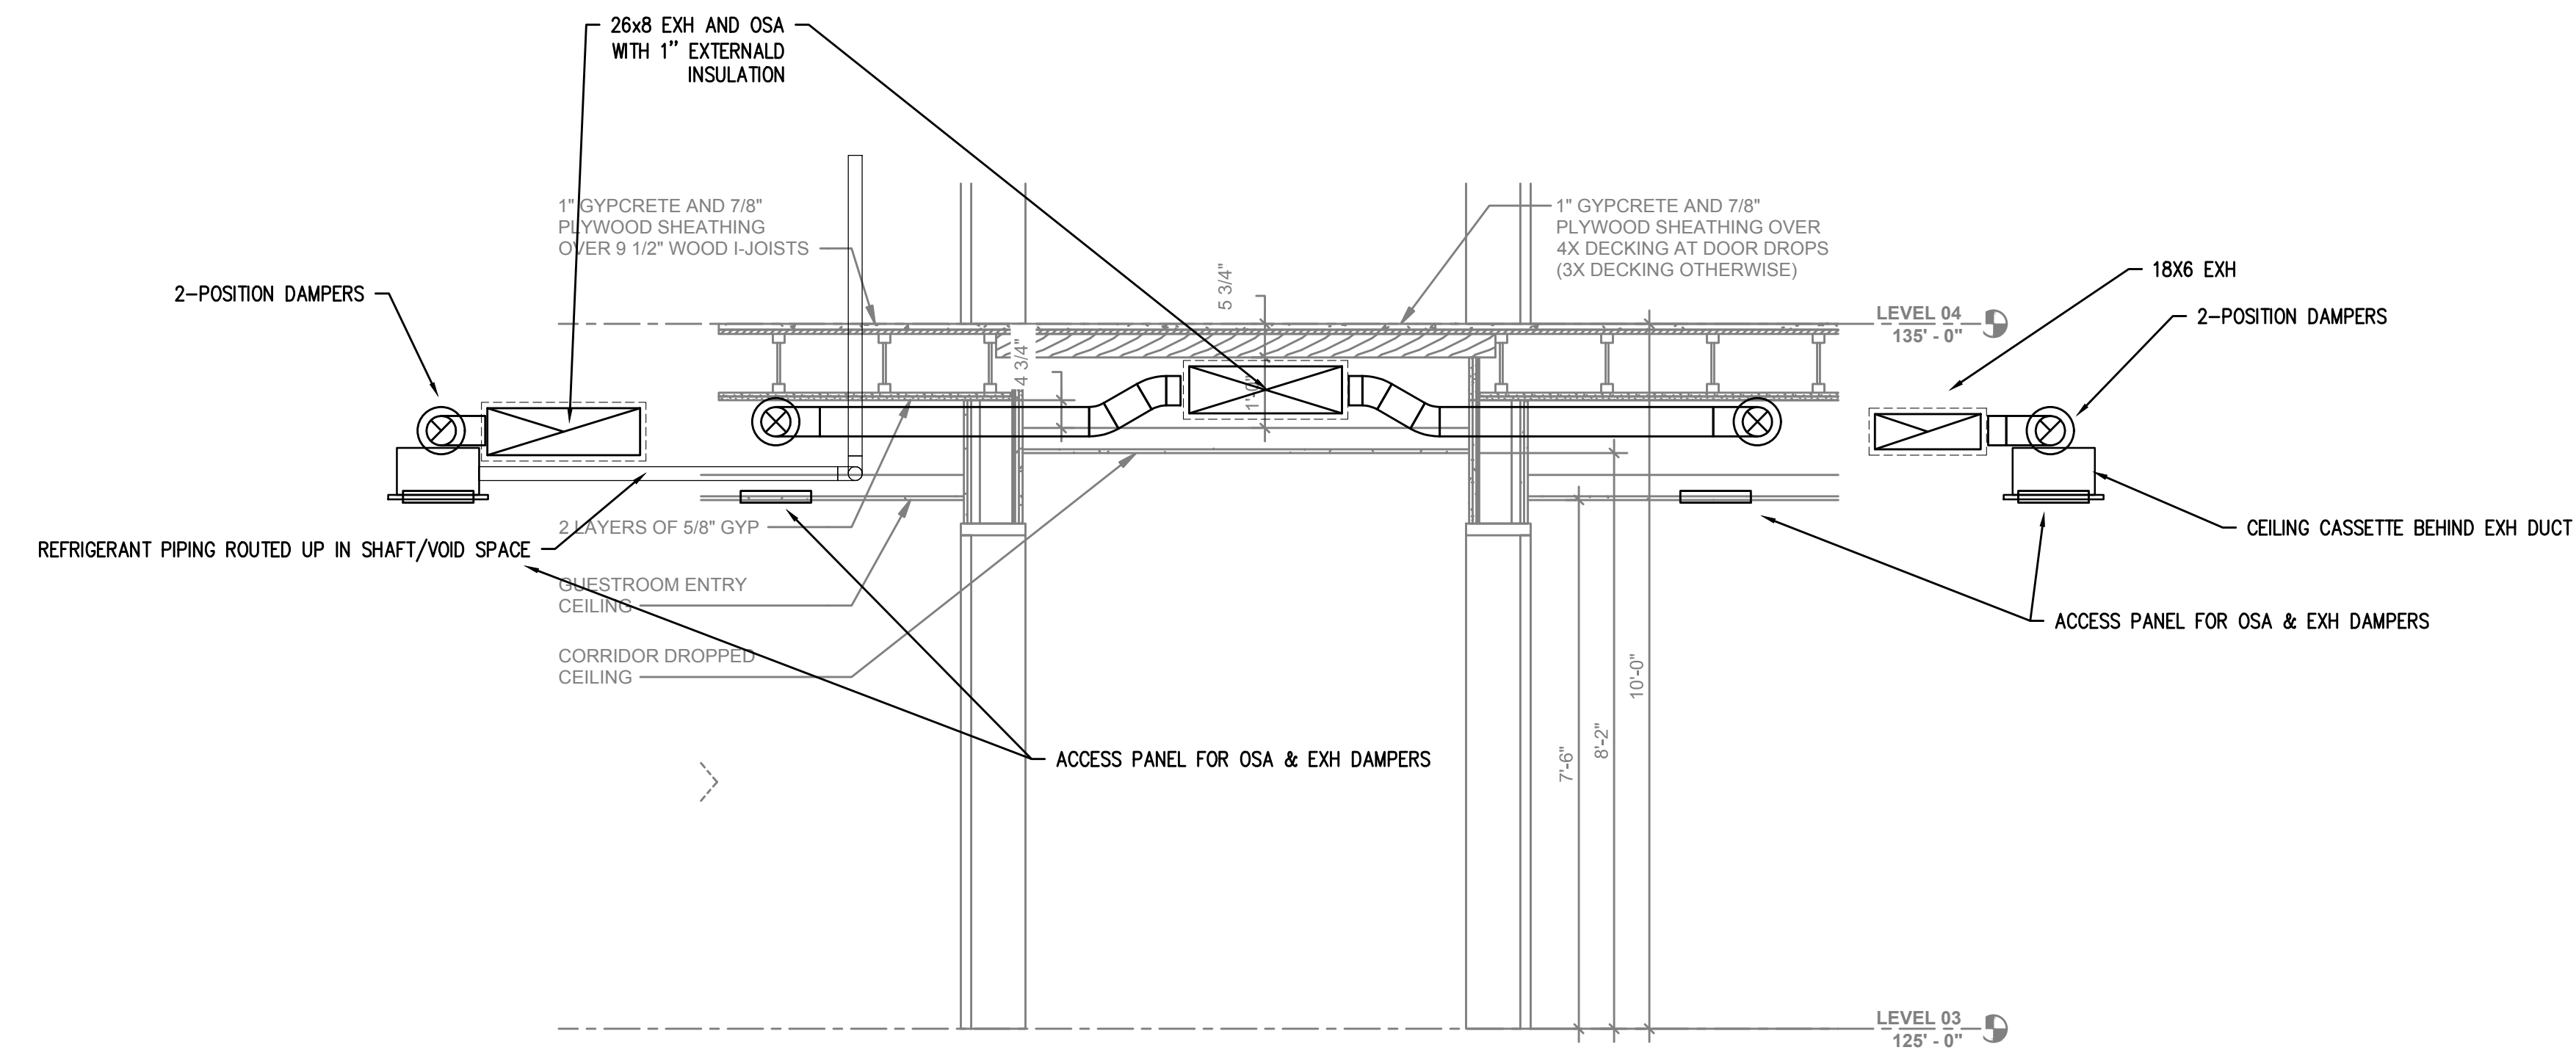 26x8 EXH AND OSA
WITH 1" EXTERNALD
INSULATION
1" GYPCRETE AND 7/8"
PLYWOOD SHEATHING
OVER 9 1/2" WOOD I-JOISTS
1" GYPCRETE AND 7/8"
PLYWOOD SHEATHING OVER
4X DECKING AT DOOR DROPS
(3X DECKING OTHERWISE)
5 3/4"
18X6 EXH
2-POSITION DAMPERS
2-POSITION DAMPERS
LEVEL 04
135' - 0"
4 3/4"
1'-0"
2 LAYERS OF 5/8" GYP
CEILING CASSETTE BEHIND EXH DUCT
REFRIGERANT PIPING ROUTED UP IN SHAFT/VOID SPACE
GUESTROOM ENTRY
CEILING
ACCESS PANEL FOR OSA & EXH DAMPERS
CORRIDOR DROPPED
CEILING
10'-0"
8'-2"
7'-6"
ACCESS PANEL FOR OSA & EXH DAMPERS
LEVEL 03
125' - 0"